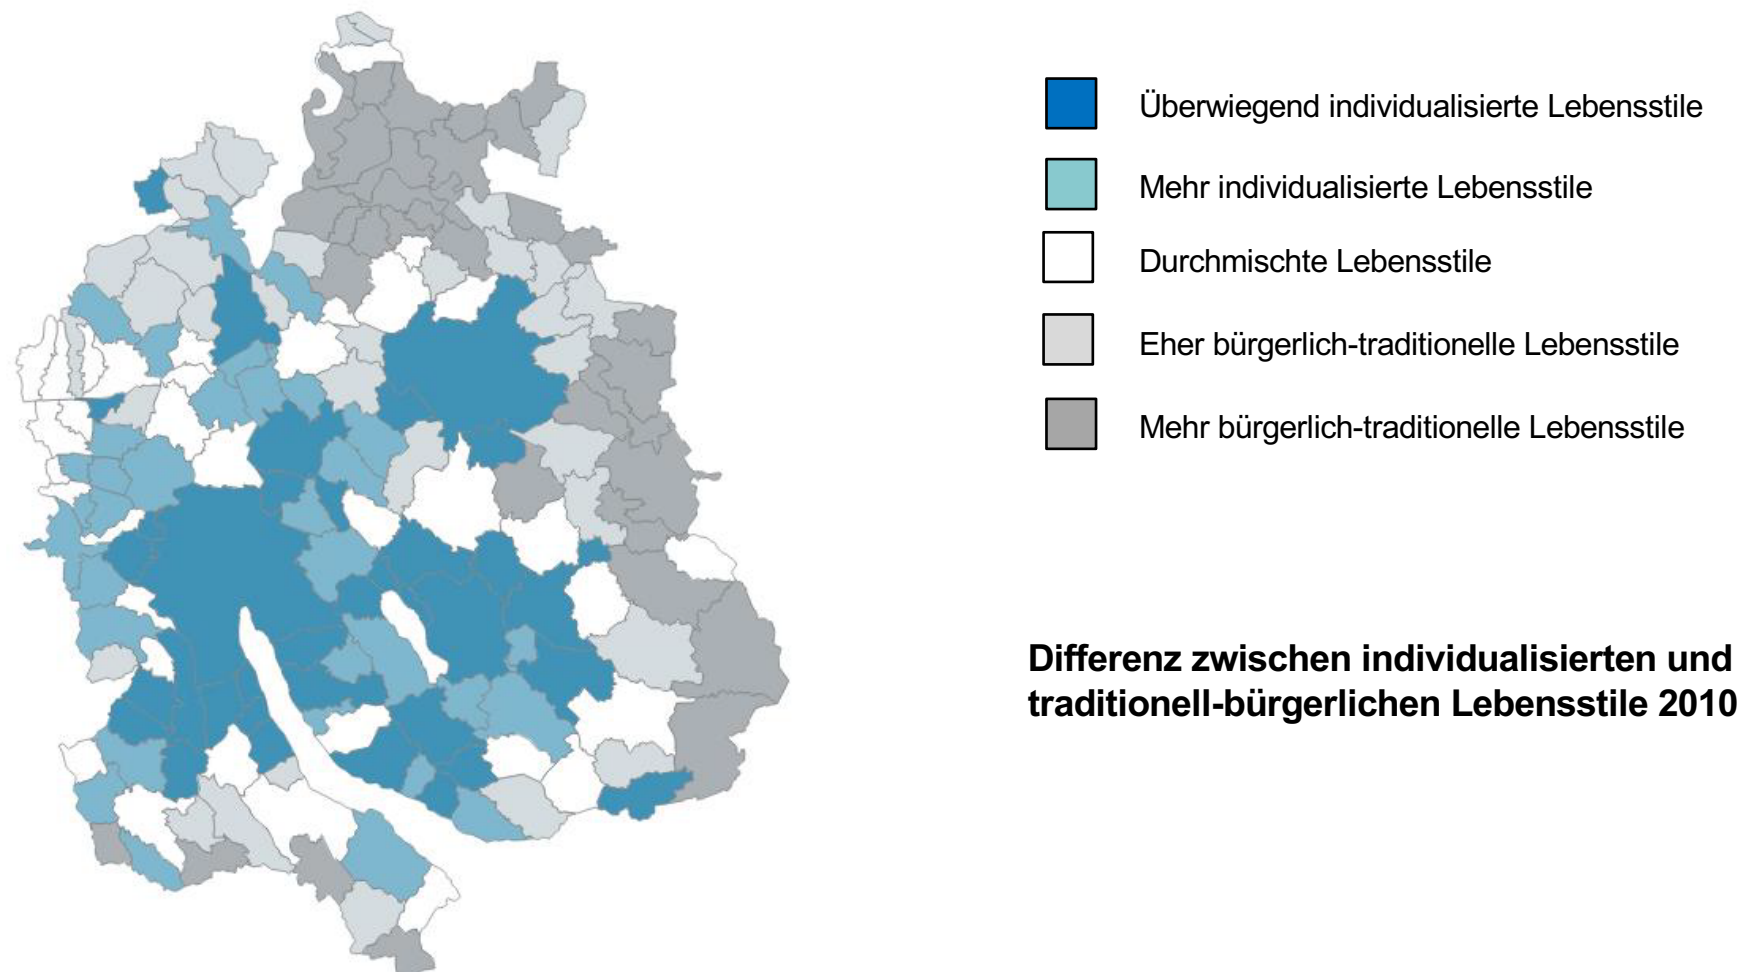 Überwiegend individualisierte Lebensstile
Mehr individualisierte Lebensstile
Durchmischte Lebensstile
Eher bürgerlich-traditionelle Lebensstile
Mehr bürgerlich-traditionelle Lebensstile
Differenz zwischen individualisierten und
traditionell-bürgerlichen Lebensstile 2010